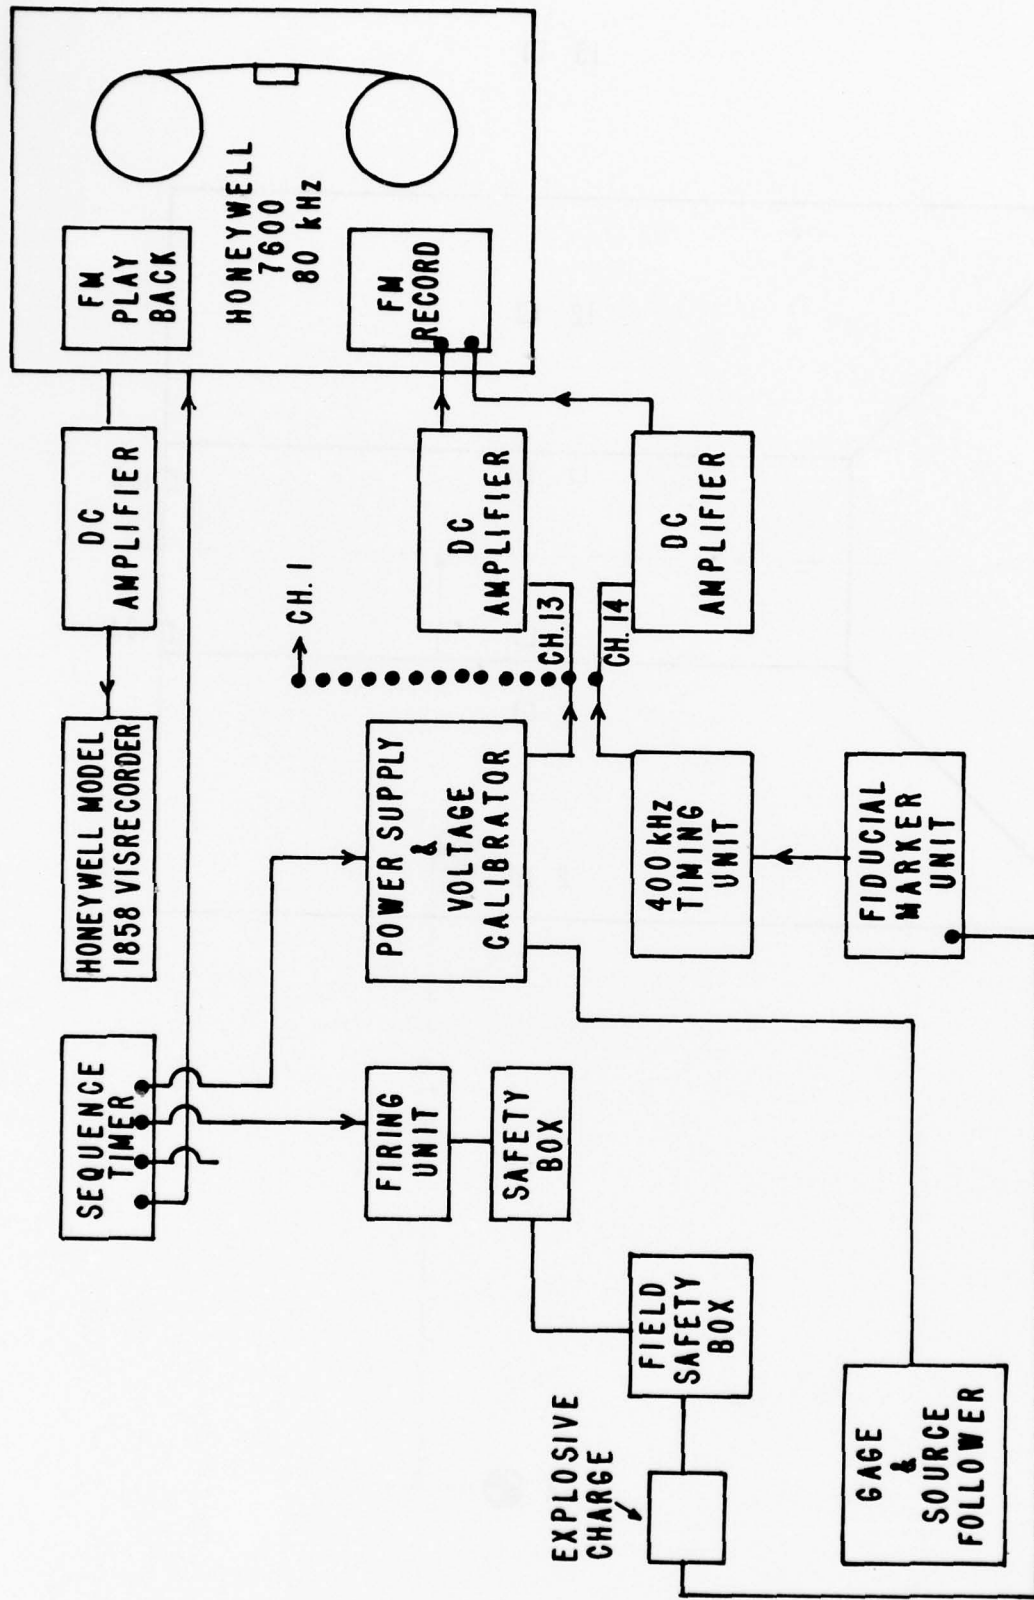 SEQUENCE
TIMER
HONEYWELL MODEL
1858 VISRECORDER
DC
AMPLIFIER
FM
PLAY
BACK
HONEYWELL
7600
80 kHz
FM
RECORD
FIRING
UNIT
SAFETY
BOX
POWER SUPPLY
&
VOLTAGE
CALIBRATOR
CH. 1
DC
AMPLIFIER
CH. 13
CH. 14
DC
AMPLIFIER
EXPLOSIVE
CHARGE
FIELD
SAFETY
BOX
400 kHz
TIMING
UNIT
GAGE
&
SOURCE
FOLLOWER
FIDUCIAL
MARKER
UNIT